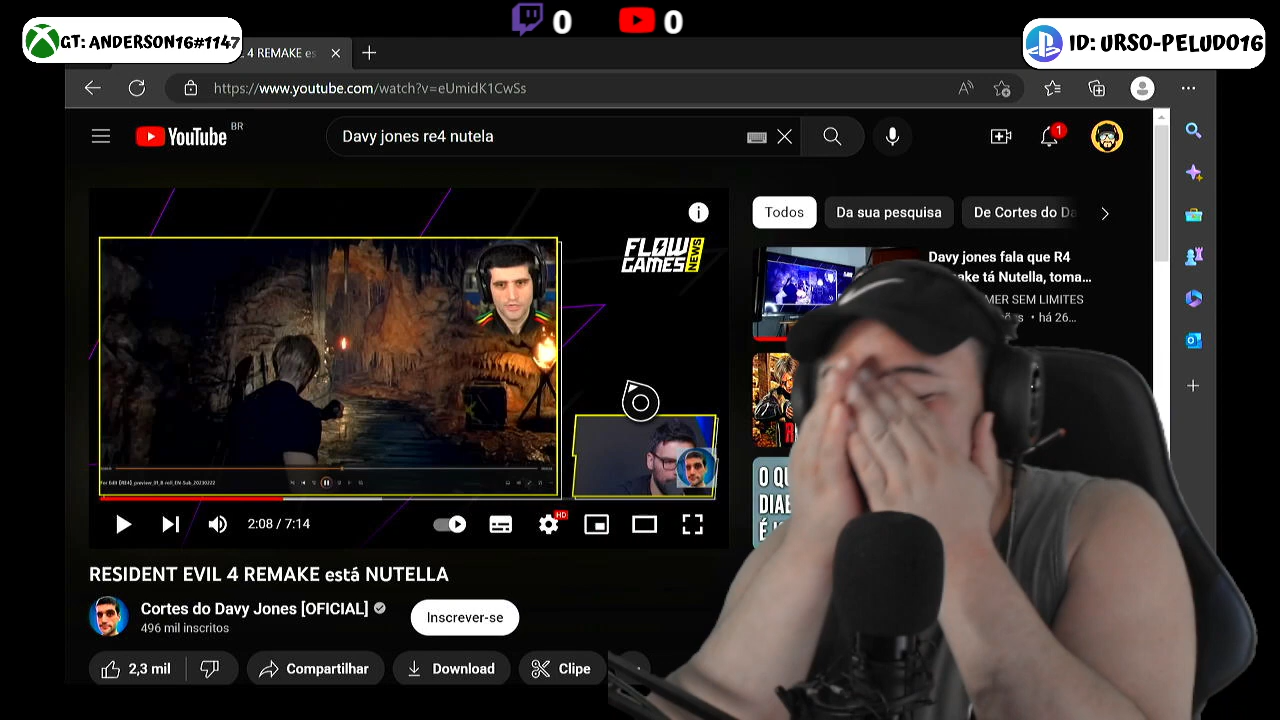 0
0
GT: ANDERSON16#1147
ID: URSO-PELUDO16
4 REMAKE es
https://www.youtube.com/watch?v=eUmidK1CwSs
YouTube BR
Davy jones re4 nutela
1
Todos
Da sua pesquisa
De Cortes do Da
FLOW
GAMES
NEWS
Davy jones fala que R4
tá Nutella, toma...
MER SEM LIMITES
• há 26...
O QU
DIAB
É I
HD
2:08 / 7:14
RESIDENT EVIL 4 REMAKE está NUTELLA
Cortes do Davy Jones [OFICIAL]
496 mil inscritos
Inscrever-se
2,3 mil
Compartilhar
Download
Clipe